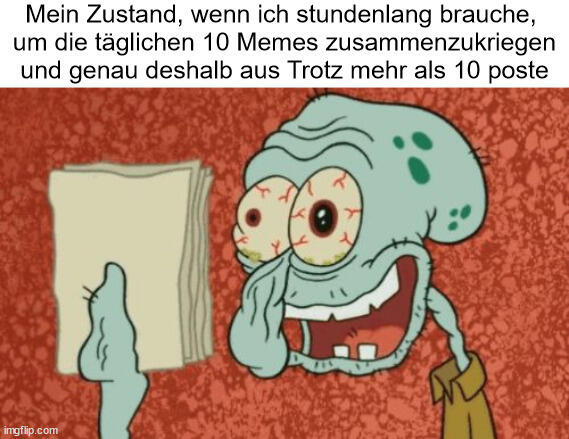 Mein Zustand, wenn ich stundenlang brauche,
um die täglichen 10 Memes zusammenzukriegen
und genau deshalb aus Trotz mehr als 10 poste
imgflip.com